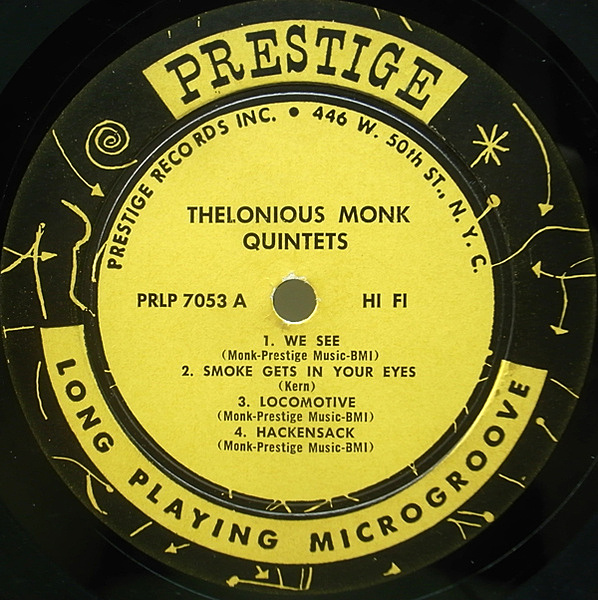 PRESTIGE
PRESTIGE RECORDS INC. • 446 W. 50th ST., N. Y. C.
THELONIOUS MONK
QUINTETS
PRLP 7053 A HI FI
1. WE SEE
(Monk-Prestige Music-BMI)
2. SMOKE GETS IN YOUR EYES
(Kern)
3. LOCOMOTIVE
(Monk-Prestige Music-BMI)
4. HACKENSACK
(Monk-Prestige Music-BMI)
LONG PLAYING MICROGROOVE